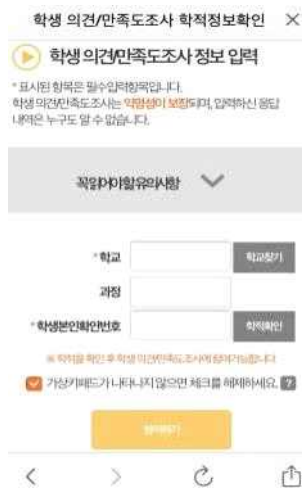 학생 의견/만족도조사 학적정보확인
학생 의견/만족도조사 정보 입력
* 표시된 항목은 필수입력항목입니다.
학생 의견/만족도조사는 익명성이 보장되며, 입력하신 응답
내역은 누구도 알 수 없습니다.
꼭 읽어야 할 유의사항
* 학교
학교찾기
과정
* 학생본인확인번호
학적확인
※ 학적을 확인 후 학생 의견/만족도조사에 참여가능합니다
가상키패드가 나타나지 않으면 체크를 해제하세요. ?
참여하기